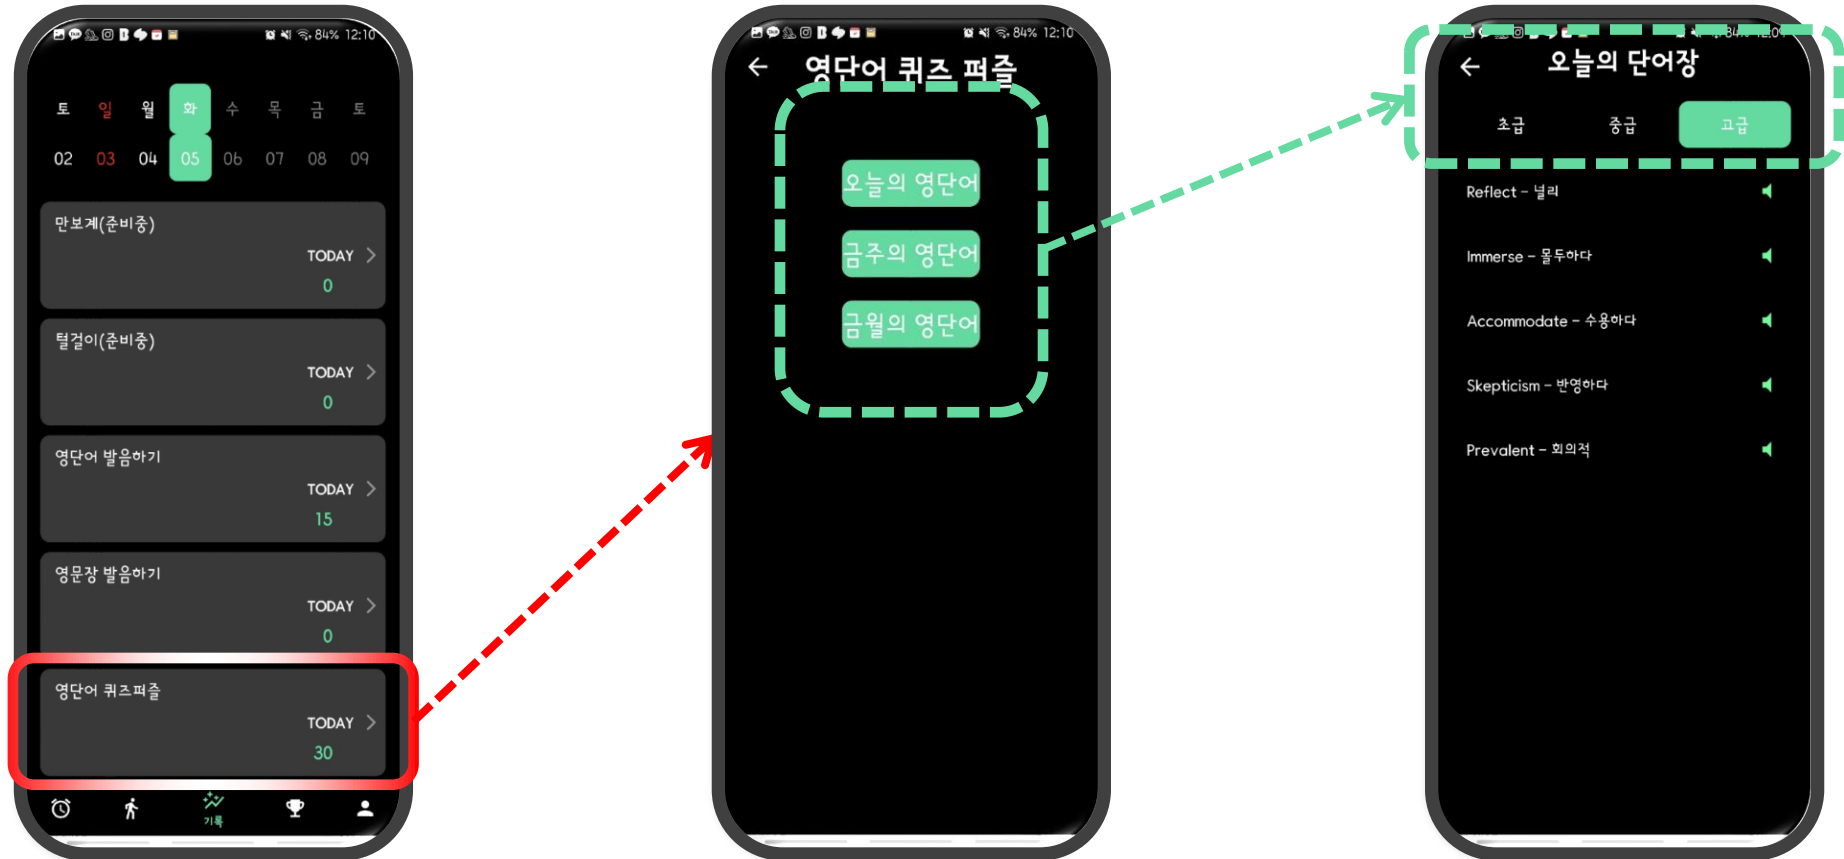 84% 12:10
토 일 월 화 수 목 금 토
02 03 04 05 06 07 08 09
만보계(준비중)
TODAY
0
턱걸이(준비중)
TODAY
0
영단어 발음하기
TODAY
15
영문장 발음하기
TODAY
0
영단어 퀴즈퍼즐
TODAY
30
기록
84% 12:10
영단어 퀴즈 퍼즐
오늘의 영단어
금주의 영단어
금월의 영단어
84% 12:09
오늘의 단어장
초급 중급 고급
Reflect – 널리
Immerse – 몰두하다
Accommodate – 수용하다
Skepticism – 반영하다
Prevalent – 회의적